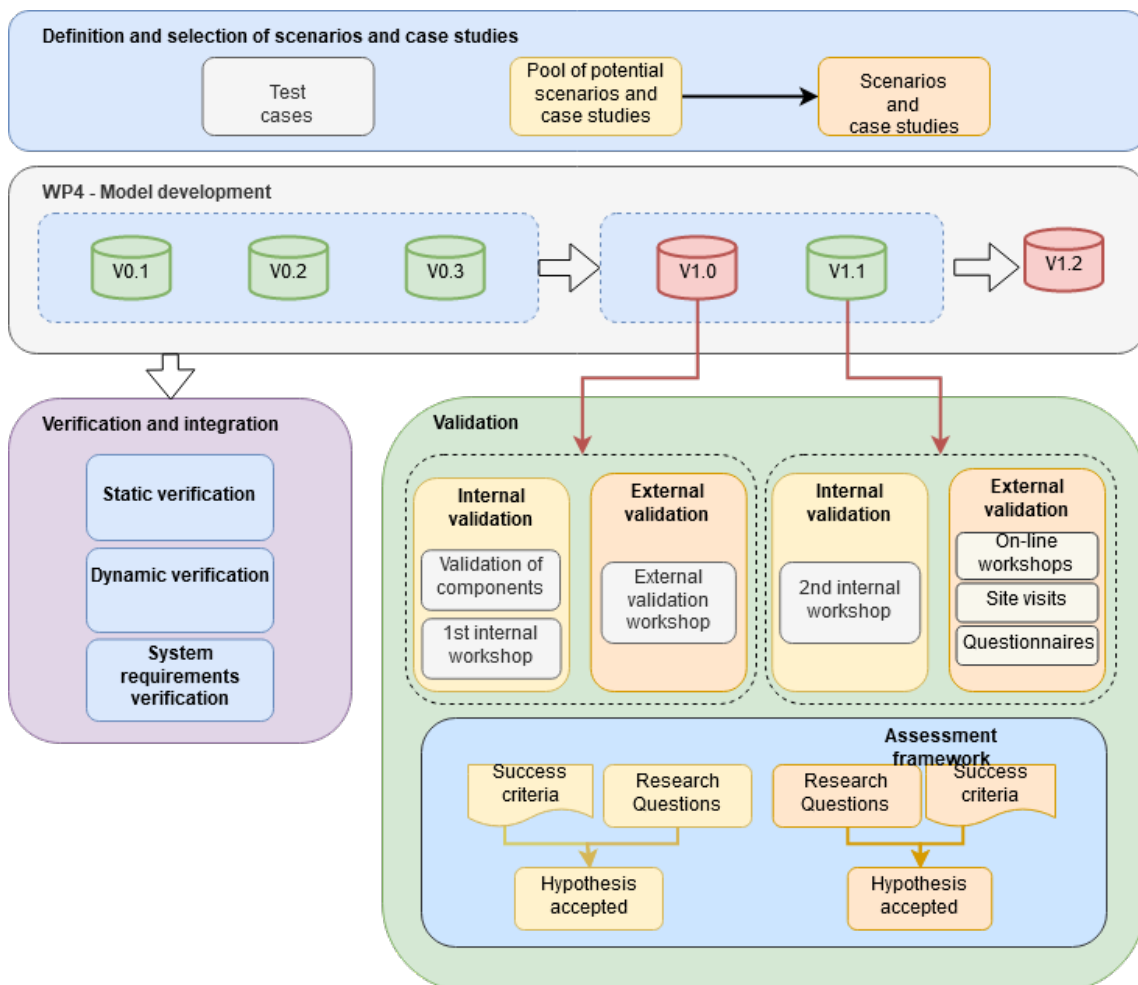 Definition and selection of scenarios and case studies
Test
cases
Pool of potential
scenarios and
case studies
Scenarios
and
case studies
WP4 - Model development
V0.1
V0.2
V0.3
V1.0
V1.1
V1.2
Verification and integration
Static verification
Dynamic verification
System
requirements
verification
Validation
Internal
validation
Validation of
components
1st internal
workshop
External
validation
External
validation
workshop
Internal
validation
2nd internal
workshop
External
validation
On-line
workshops
Site visits
Questionnaires
Assessment
framework
Success
criteria
Research
Questions
Hypothesis
accepted
Research
Questions
Success
criteria
Hypothesis
accepted